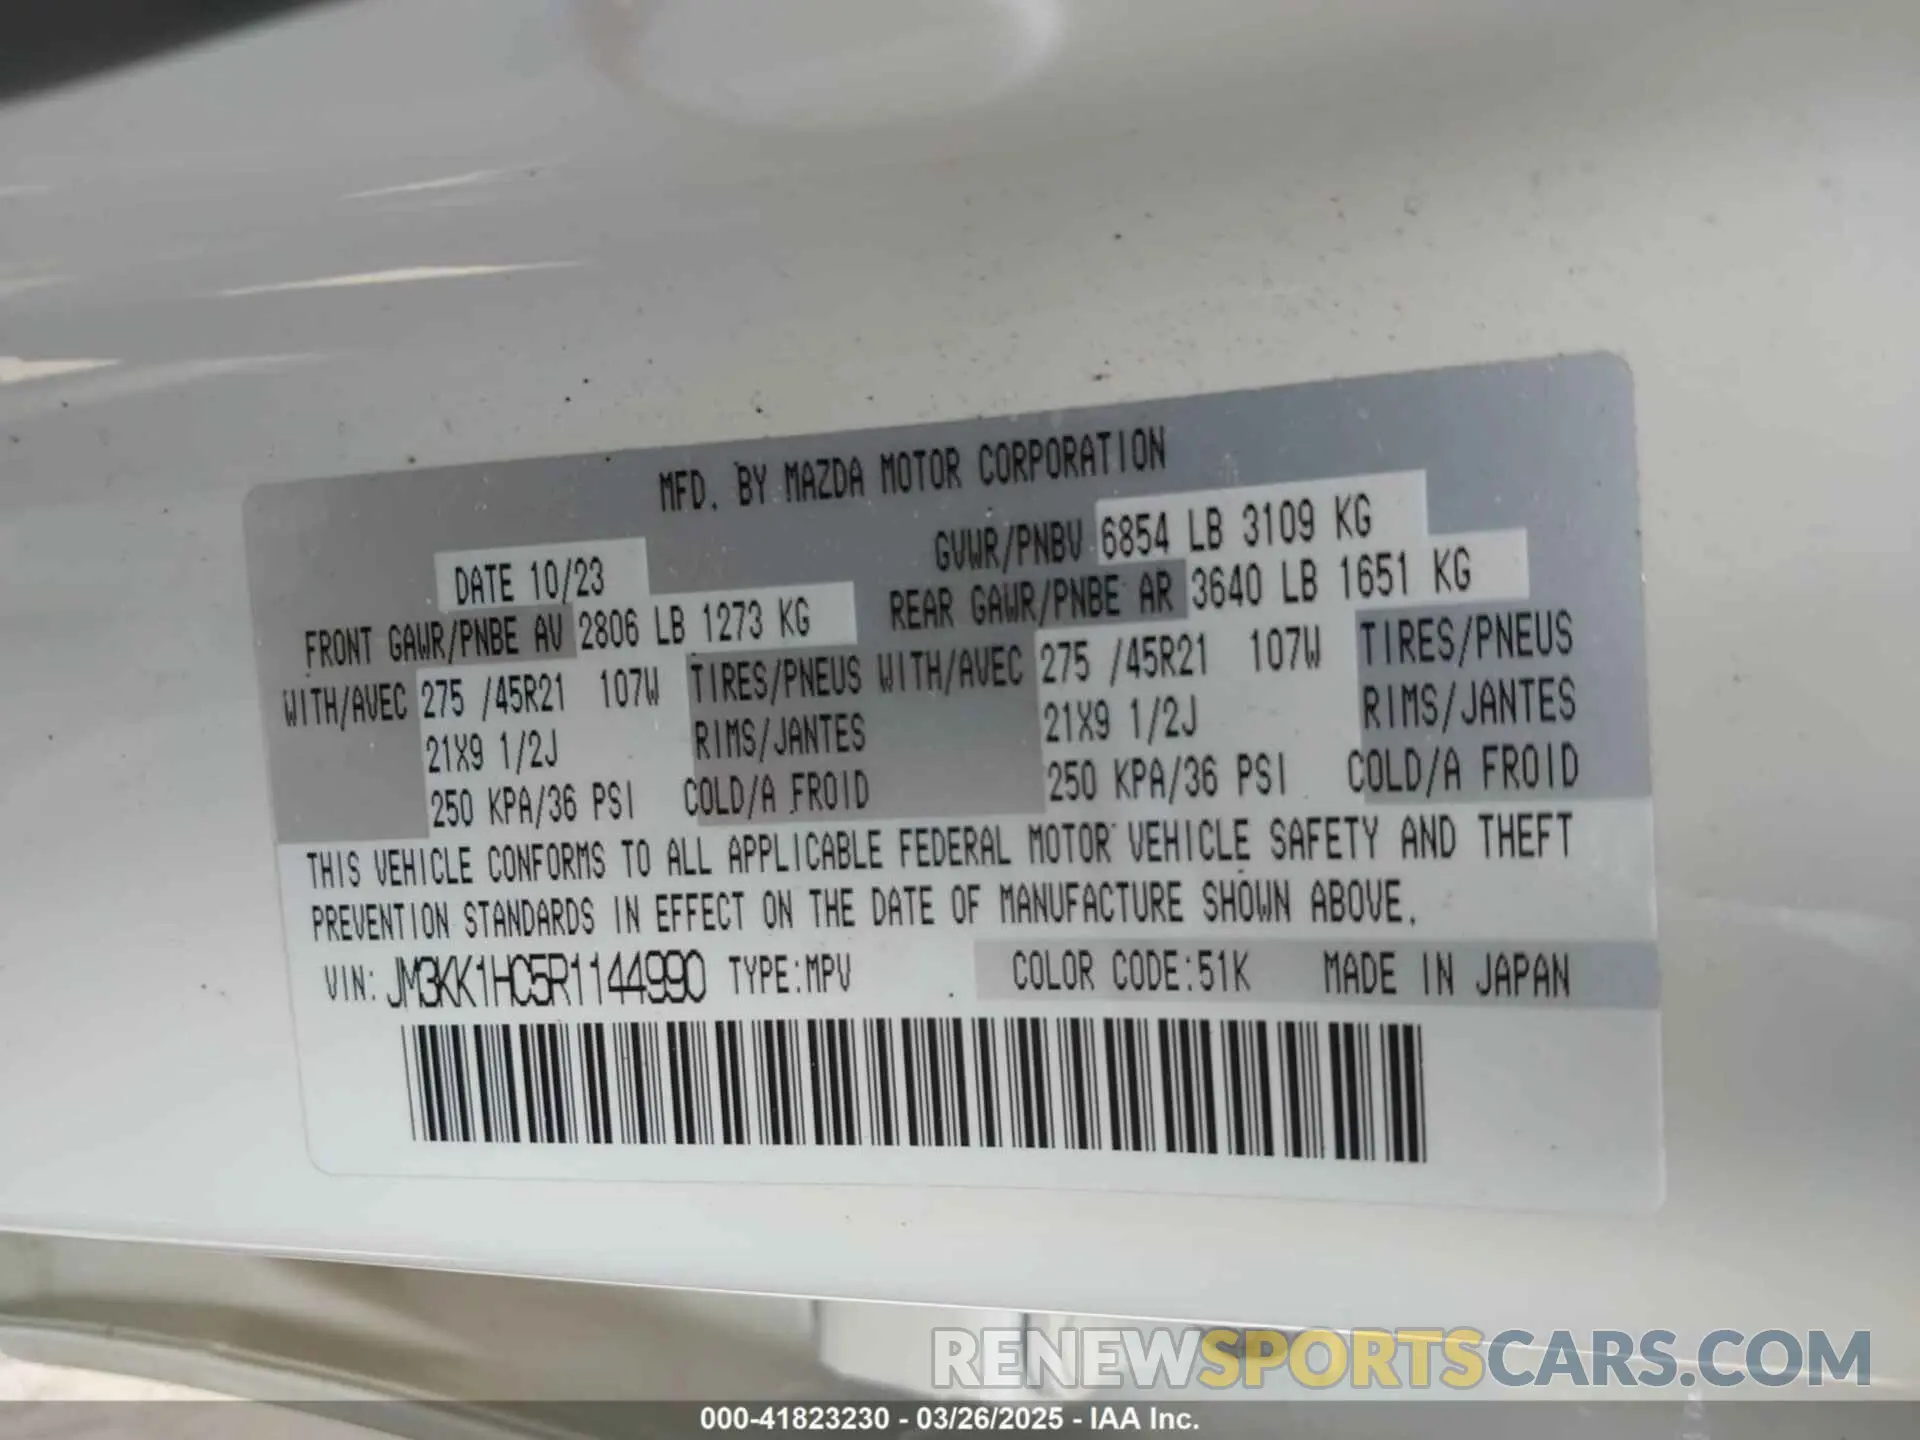 MFD. BY MAZDA MOTOR CORPORATION
DATE 10/23 GVWR/PNBV 6854 LB 3109 KG
FRONT GAWR/PNBE AV 2806 LB 1273 KG REAR GAWR/PNBE AR 3640 LB 1651 KG
WITH/AVEC 275 /45R21 107W TIRES/PNEUS WITH/AVEC 275 /45R21 107W TIRES/PNEUS
21X9 1/2J RIMS/JANTES 21X9 1/2J RIMS/JANTES
250 KPA/36 PSI COLD/A FROID 250 KPA/36 PSI COLD/A FROID
THIS VEHICLE CONFORMS TO ALL APPLICABLE FEDERAL MOTOR VEHICLE SAFETY AND THEFT
PREVENTION STANDARDS IN EFFECT ON THE DATE OF MANUFACTURE SHOWN ABOVE.
VIN: JM3KK1HC5R1144990 TYPE:MPV COLOR CODE:51K MADE IN JAPAN
RENEWSPORTSCARS.COM
000-41823230 - 03/26/2025 - IAA Inc.